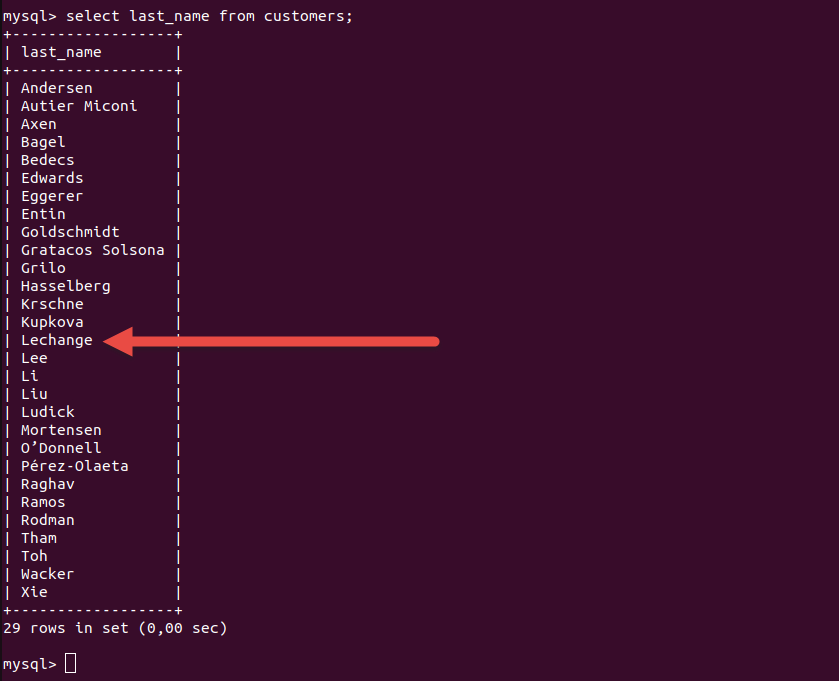 mysql> select last_name from customers;
+------------------+
| last_name        |
+------------------+
| Andersen         |
| Autier Miconi    |
| Axen             |
| Bagel            |
| Bedecs           |
| Edwards          |
| Eggerer          |
| Entin            |
| Goldschmidt      |
| Gratacos Solsona |
| Grilo            |
| Hasselberg       |
| Krschne          |
| Kupkova          |
| Lechange         |
| Lee              |
| Li               |
| Liu              |
| Ludick           |
| Mortensen        |
| O’Donnell        |
| Pérez-Olaeta     |
| Raghav           |
| Ramos            |
| Rodman           |
| Tham             |
| Toh              |
| Wacker           |
| Xie              |
+------------------+
29 rows in set (0,00 sec)
mysql>